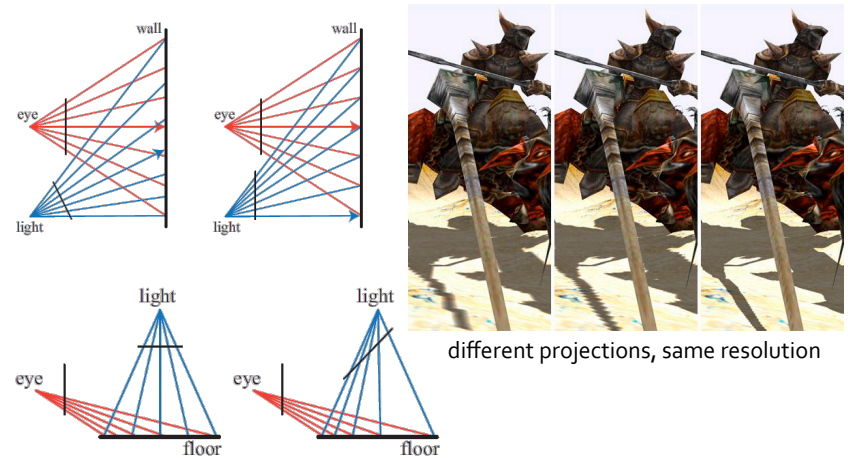 wall
wall
eye
eye
light
light
light
light
eye
eye
floor
floor
different projections, same resolution